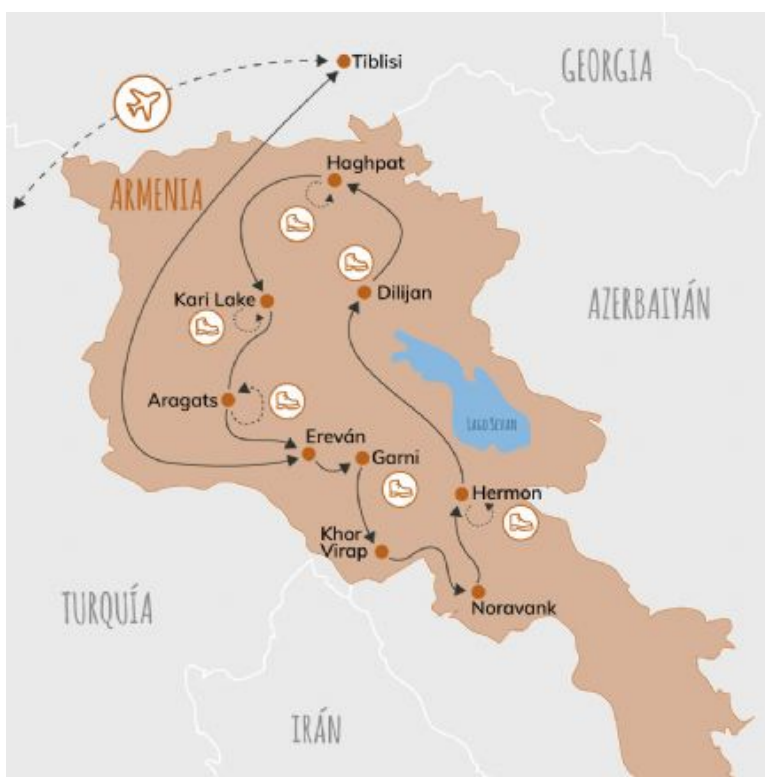 Tiblisi
GEORGIA
Haghpat
ARMENIA
Kari Lake
Dilijan
AZERBAIYÁN
Aragats
LAGO SEVAN
Ereván
Garni
Hermon
Khor
Virap
TURQUÍA
Noravank
IRÁN